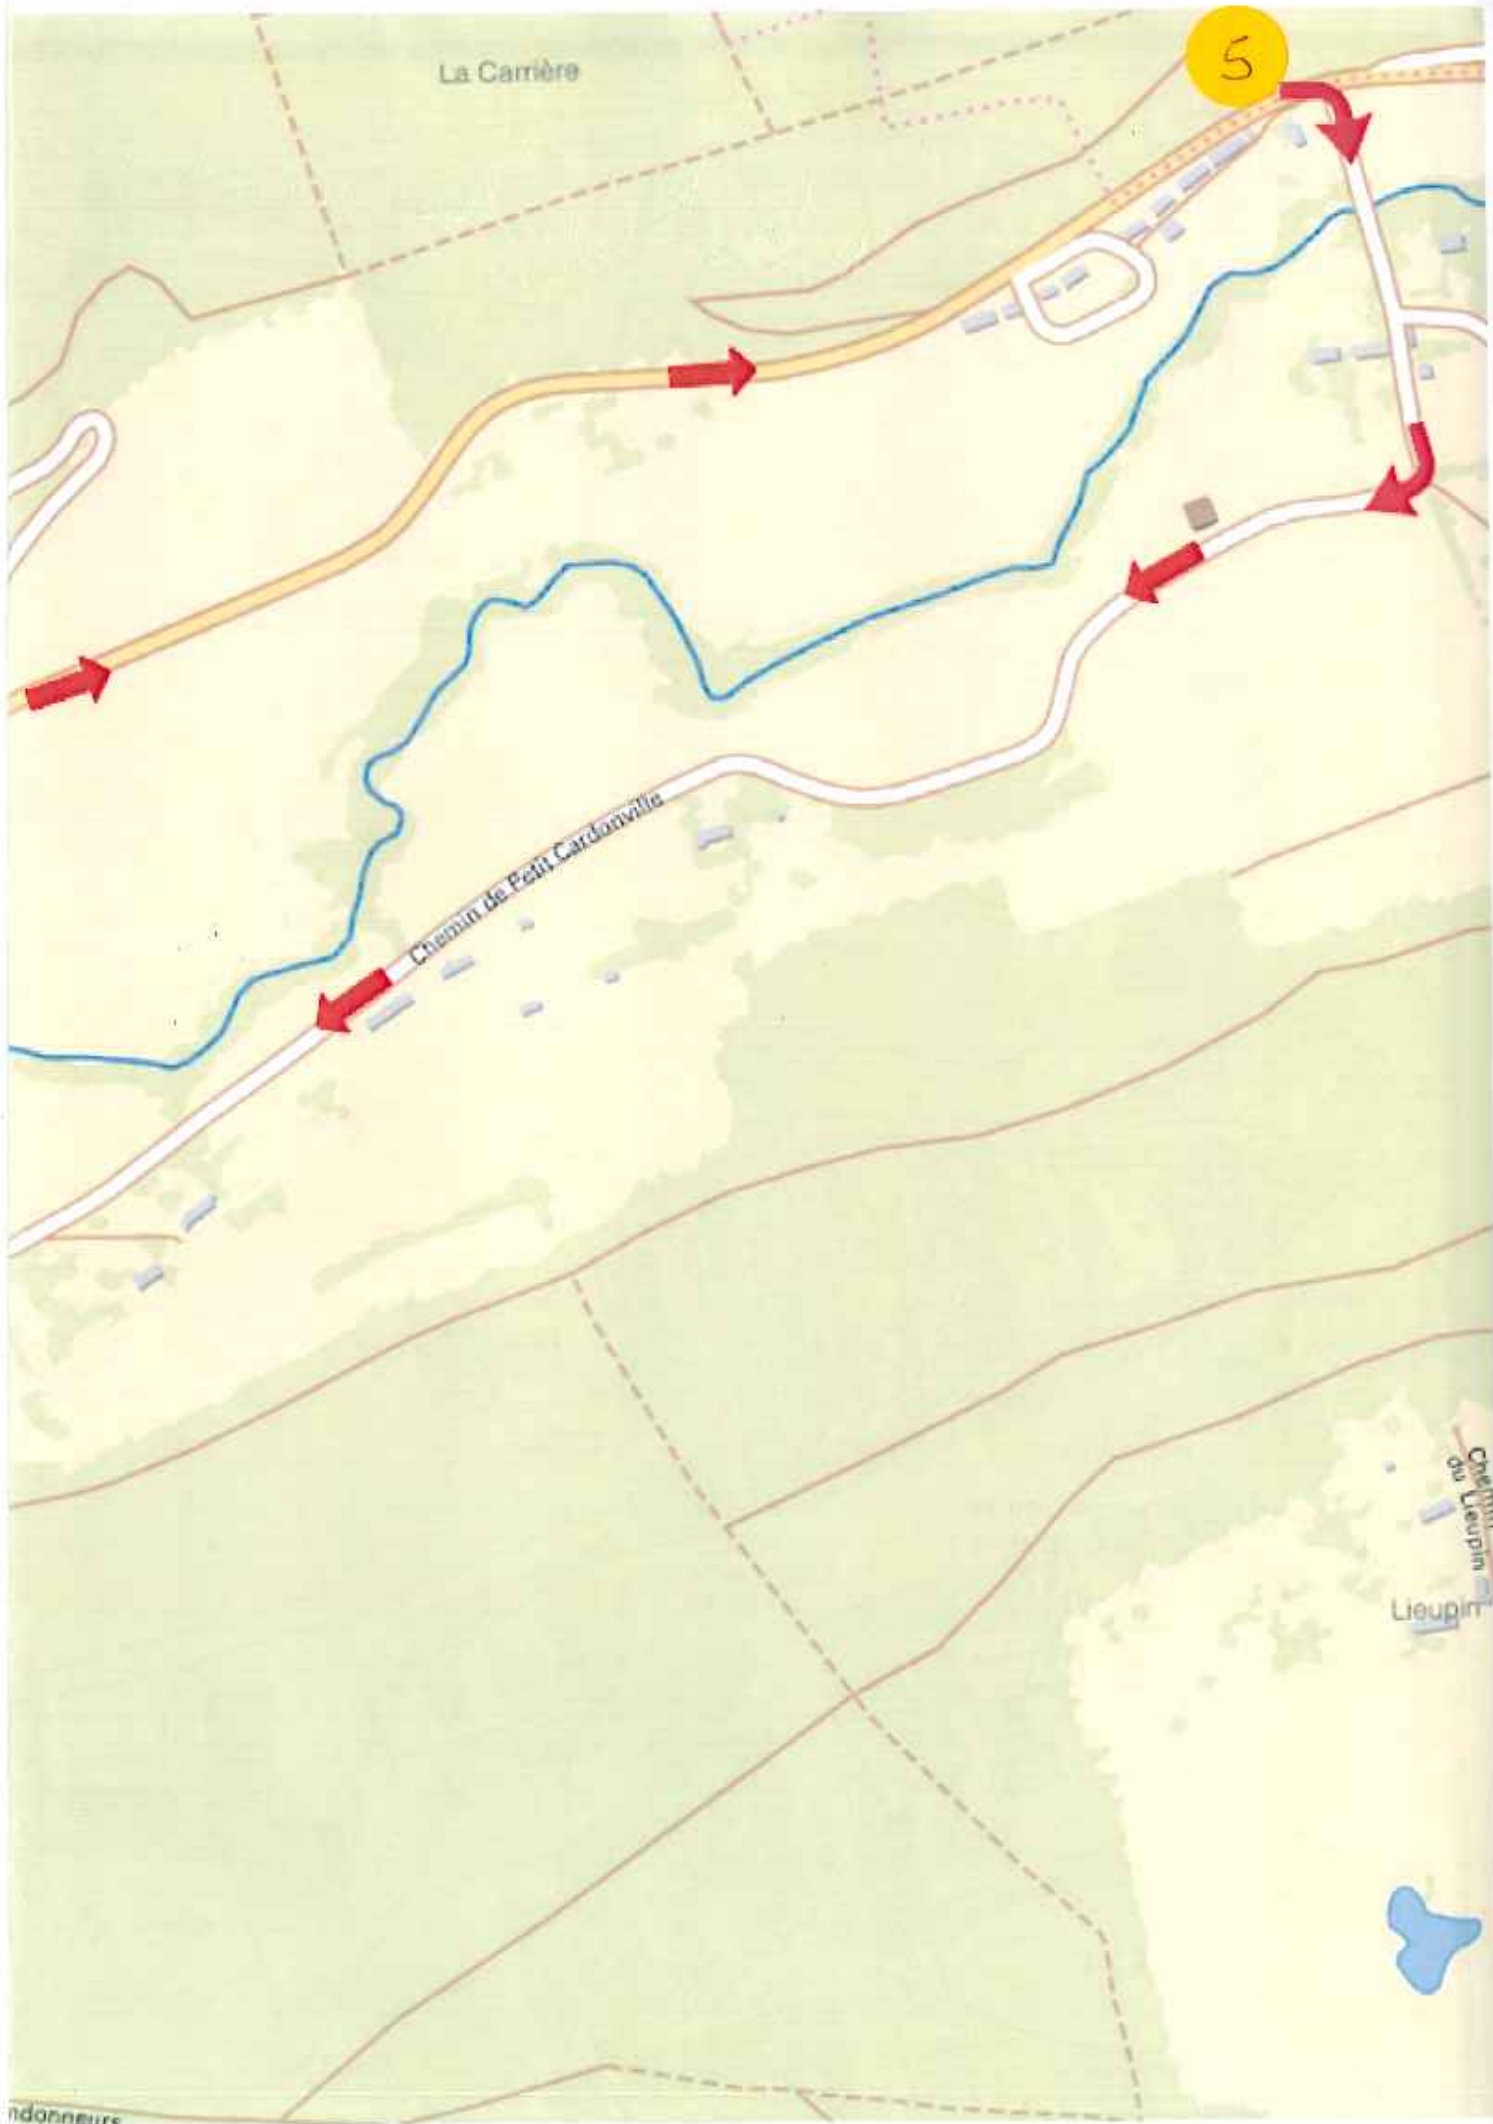 La Carrière
5
Chemin de Petit Cardonville
Chemin
du Lieupin
Lieupin
ndonneurs